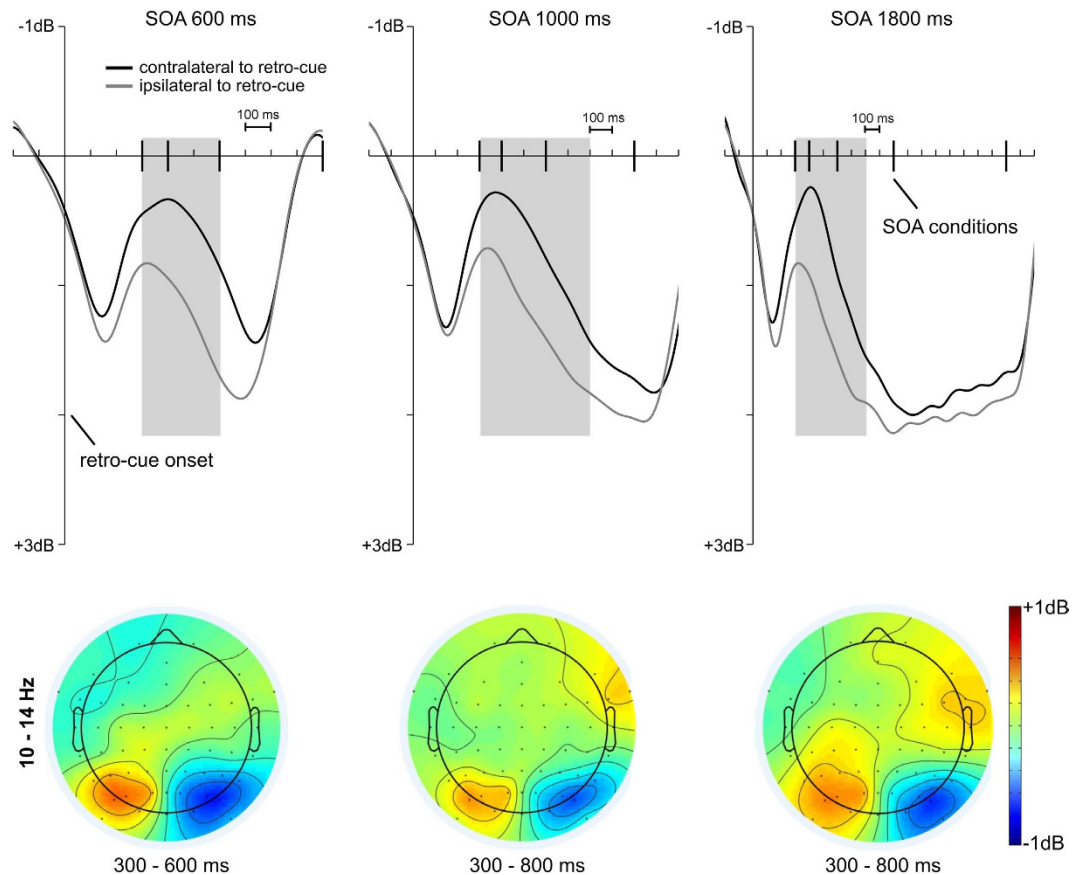 SOA 600 ms
SOA 1000 ms
SOA 1800 ms
-1dB
-1dB
-1dB
contralateral to retro-cue
ipsilateral to retro-cue
100 ms
100 ms
100 ms
SOA conditions
retro-cue onset
+3dB
+3dB
+3dB
10 - 14 Hz
+1dB
-1dB
300 - 600 ms
300 - 800 ms
300 - 800 ms